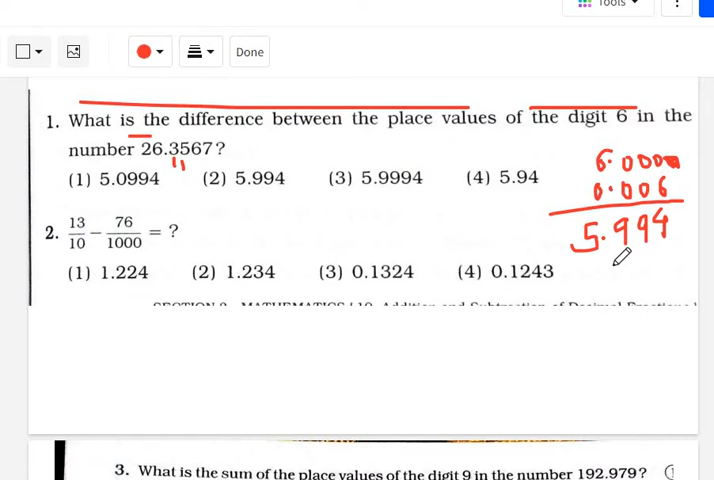 Tools
Done
1. What is the difference between the place values of the digit 6 in the
number 26.3567?
(1) 5.0994 (2) 5.994 (3) 5.9994 (4) 5.94
6.000
0.006
5.994
2. 13/10 − 76/1000 = ?
(1) 1.224 (2) 1.234 (3) 0.1324 (4) 0.1243
3. What is the sum of the place values of the digit 9 in the number 192.979?